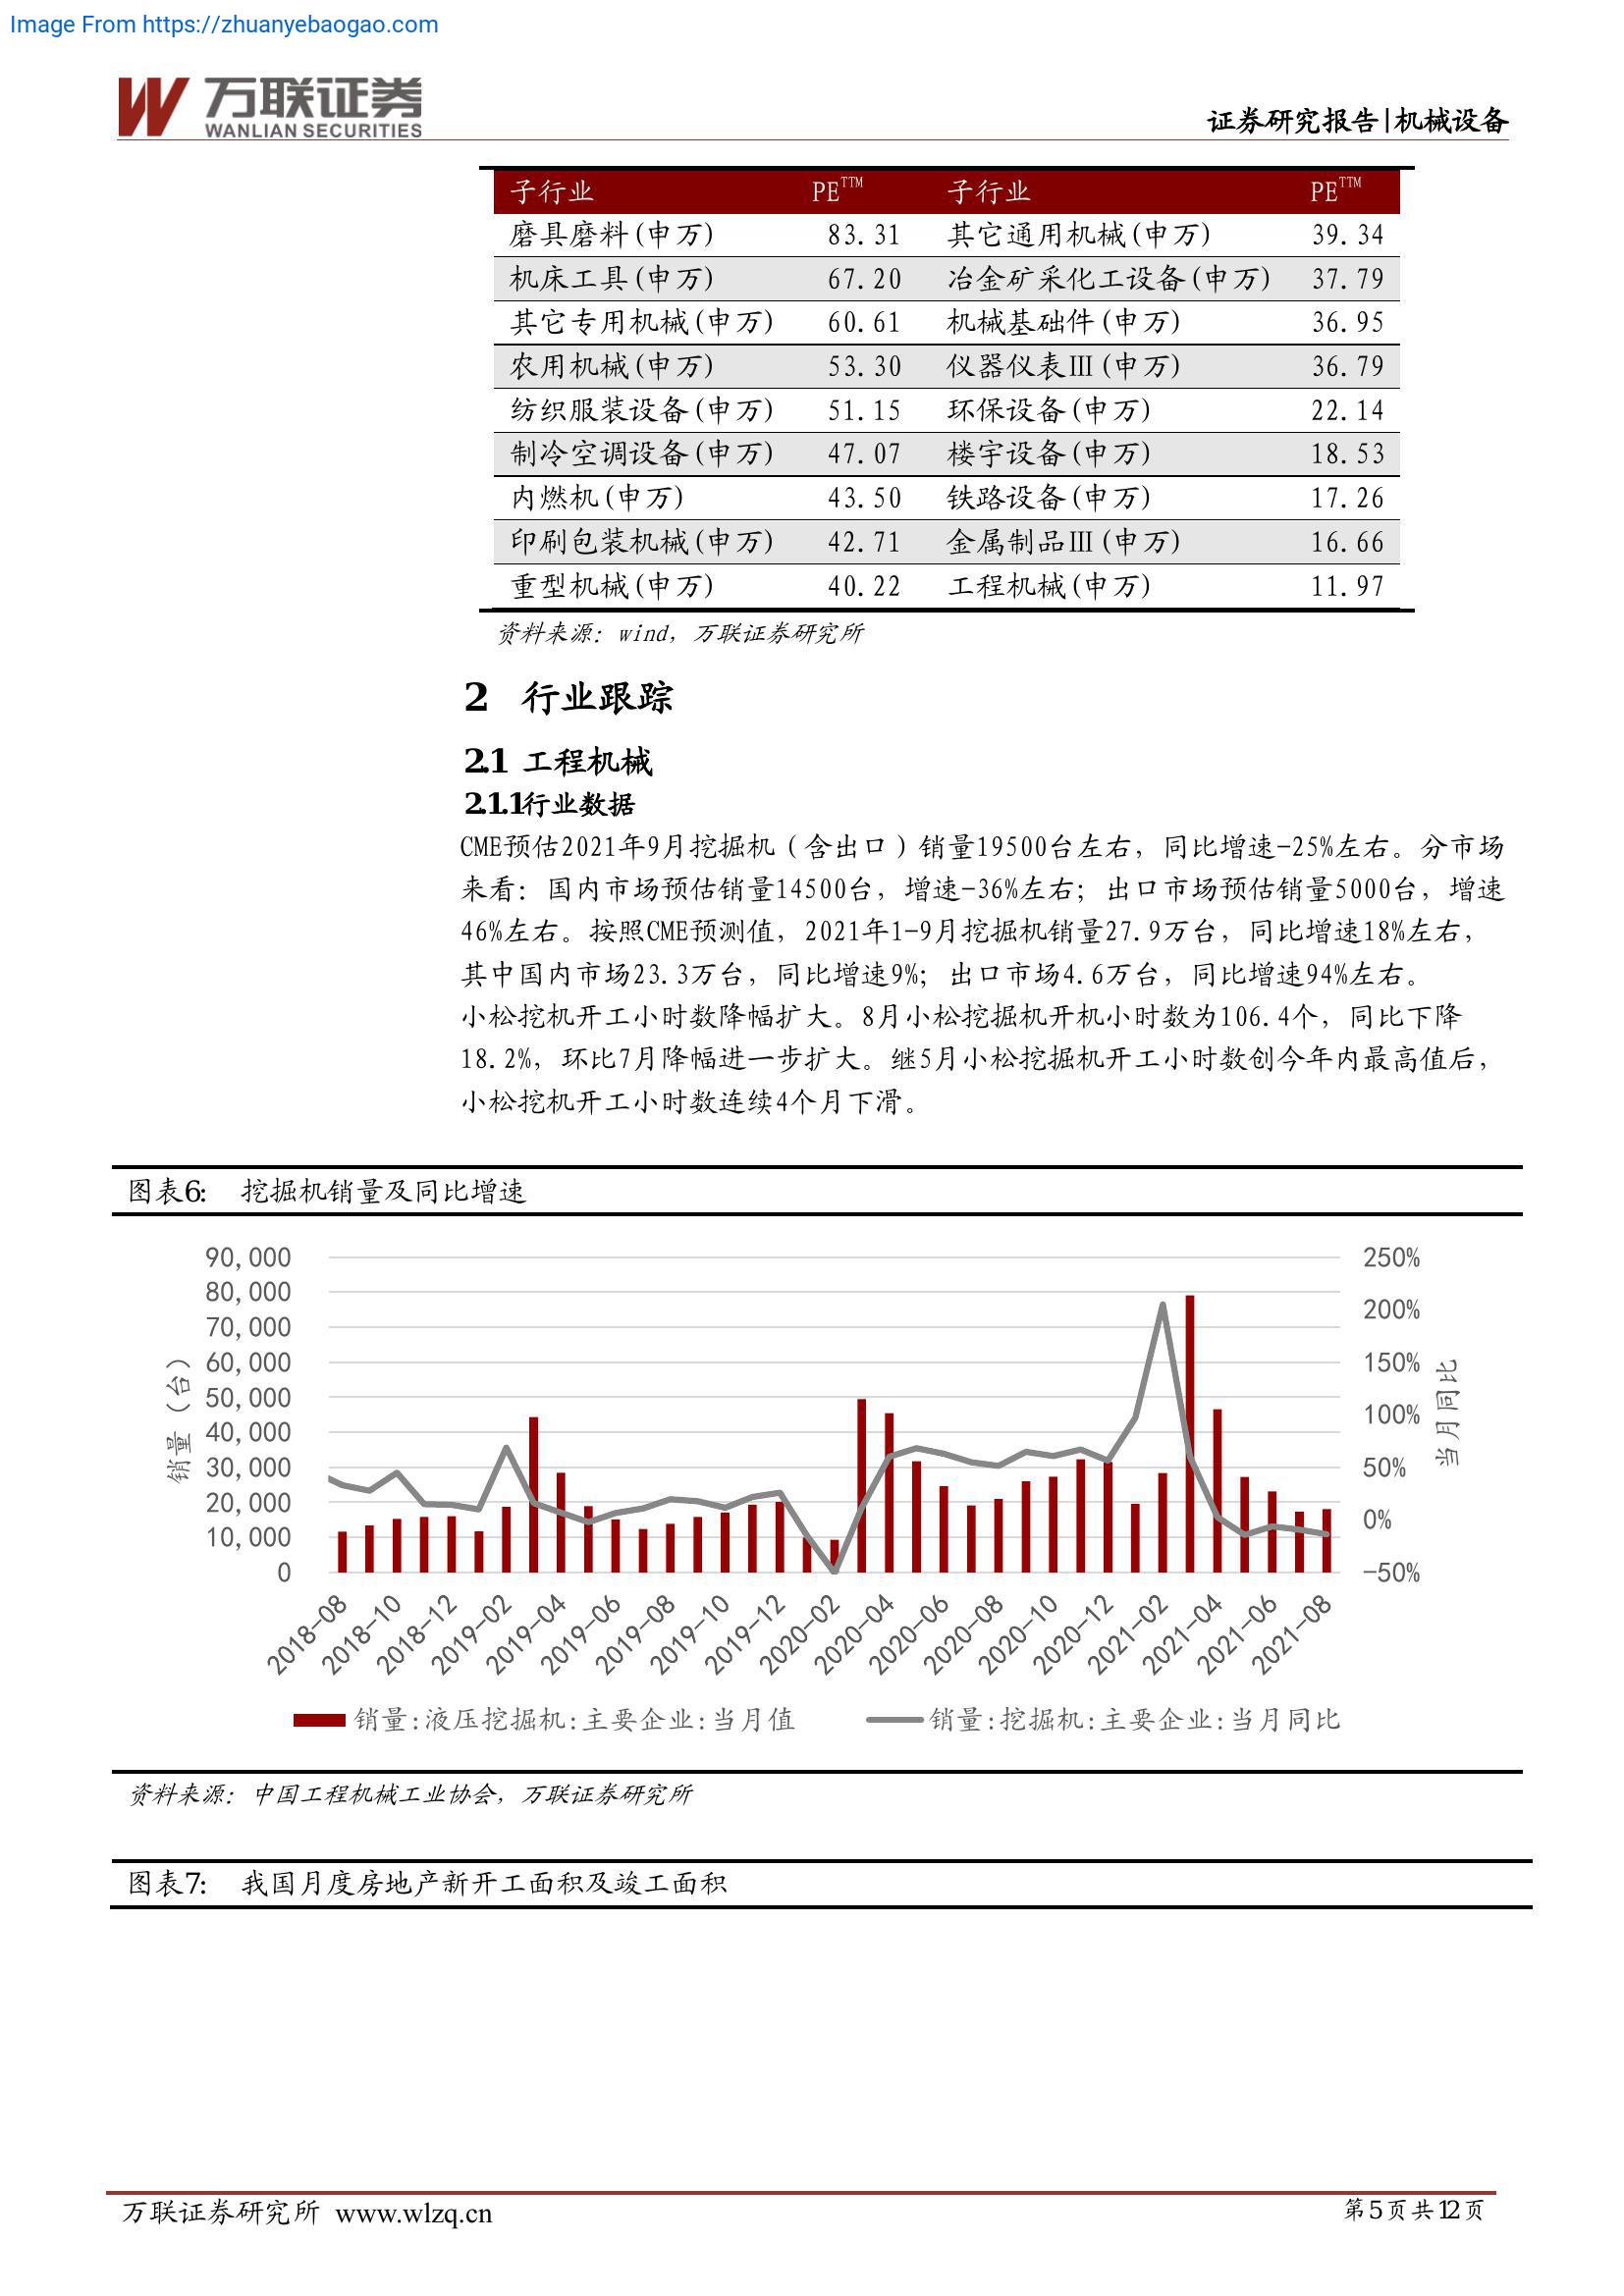 Image From https://zhuanyebaogao.com
万联证券
WANLIAN SECURITIES
证券研究报告|机械设备
子行业 PE TTM 子行业 PE TTM
磨具磨料(申万) 83.31 其它通用机械(申万) 39.34
机床工具(申万) 67.20 冶金矿采化工设备(申万) 37.79
其它专用机械(申万) 60.61 机械基础件(申万) 36.95
农用机械(申万) 53.30 仪器仪表Ⅲ(申万) 36.79
纺织服装设备(申万) 51.15 环保设备(申万) 22.14
制冷空调设备(申万) 47.07 楼宇设备(申万) 18.53
内燃机(申万) 43.50 铁路设备(申万) 17.26
印刷包装机械(申万) 42.71 金属制品Ⅲ(申万) 16.66
重型机械(申万) 40.22 工程机械(申万) 11.97
资料来源：wind，万联证券研究所
2 行业跟踪
2.1 工程机械
2.1.1行业数据
CME预估2021年9月挖掘机（含出口）销量19500台左右，同比增速-25%左右。分市场
来看：国内市场预估销量14500台，增速-36%左右；出口市场预估销量5000台，增速
46%左右。按照CME预测值，2021年1-9月挖掘机销量27.9万台，同比增速18%左右，
其中国内市场23.3万台，同比增速9%；出口市场4.6万台，同比增速94%左右。
小松挖机开工小时数降幅扩大。8月小松挖掘机开机小时数为106.4个，同比下降
18.2%，环比7月降幅进一步扩大。继5月小松挖掘机开工小时数创今年内最高值后，
小松挖机开工小时数连续4个月下滑。
图表6: 挖掘机销量及同比增速
90,000 250%
80,000 200%
70,000
60,000 150%
50,000
40,000 100%
30,000 50%
20,000
10,000 0%
0 -50%
销量（台）
当月同比
2018-08 2018-10 2018-12 2019-02 2019-04 2019-06 2019-08 2019-10 2019-12 2020-02 2020-04 2020-06 2020-08 2020-10 2020-12 2021-02 2021-04 2021-06 2021-08
销量:液压挖掘机:主要企业:当月值 销量:挖掘机:主要企业:当月同比
资料来源：中国工程机械工业协会，万联证券研究所
图表7: 我国月度房地产新开工面积及竣工面积
万联证券研究所 www.wlzq.cn 第5页共12页